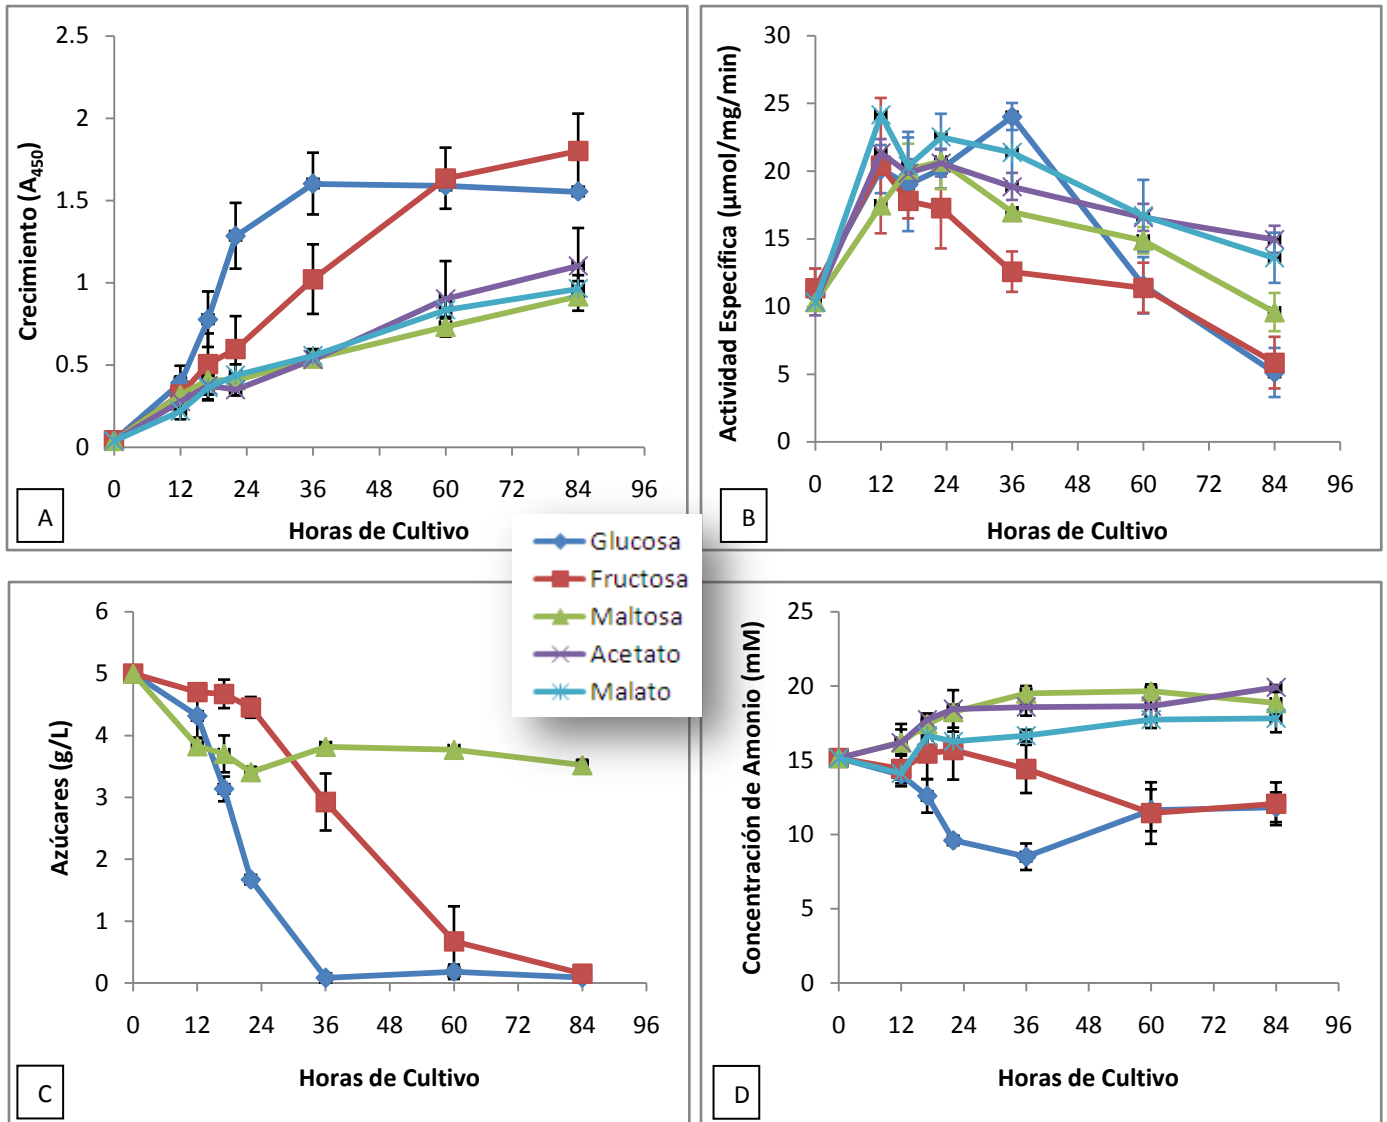 Crecimiento (A450)
2.5
2
1.5
1
0.5
0
0 12 24 36 48 60 72 84 96
Horas de Cultivo
A
Actividad Específica (µmol/mg/min)
30
25
20
15
10
5
0
0 12 24 36 48 60 72 84 96
Horas de Cultivo
B
Glucosa
Fructosa
Maltosa
Acetato
Malato
Azúcares (g/L)
6
5
4
3
2
1
0
0 12 24 36 48 60 72 84 96
Horas de Cultivo
C
Concentración de Amonio (mM)
25
20
15
10
5
0
0 12 24 36 48 60 72 84 96
Horas de Cultivo
D